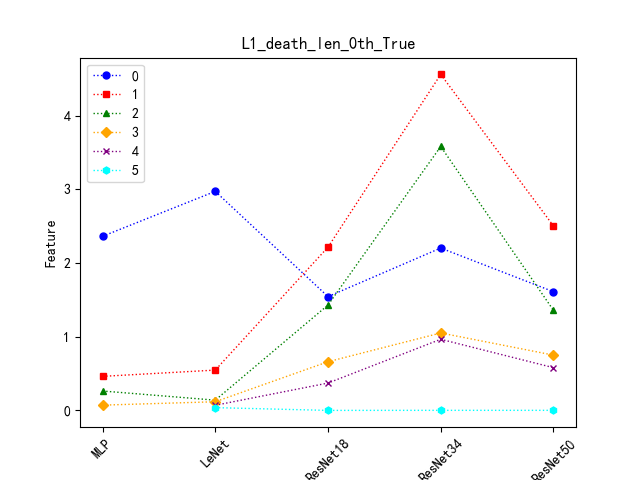 L1_death_len_0th_True
0
1
2
3
4
5
Feature
4
3
2
1
0
MLP
LeNet
ResNet18
ResNet34
ResNet50